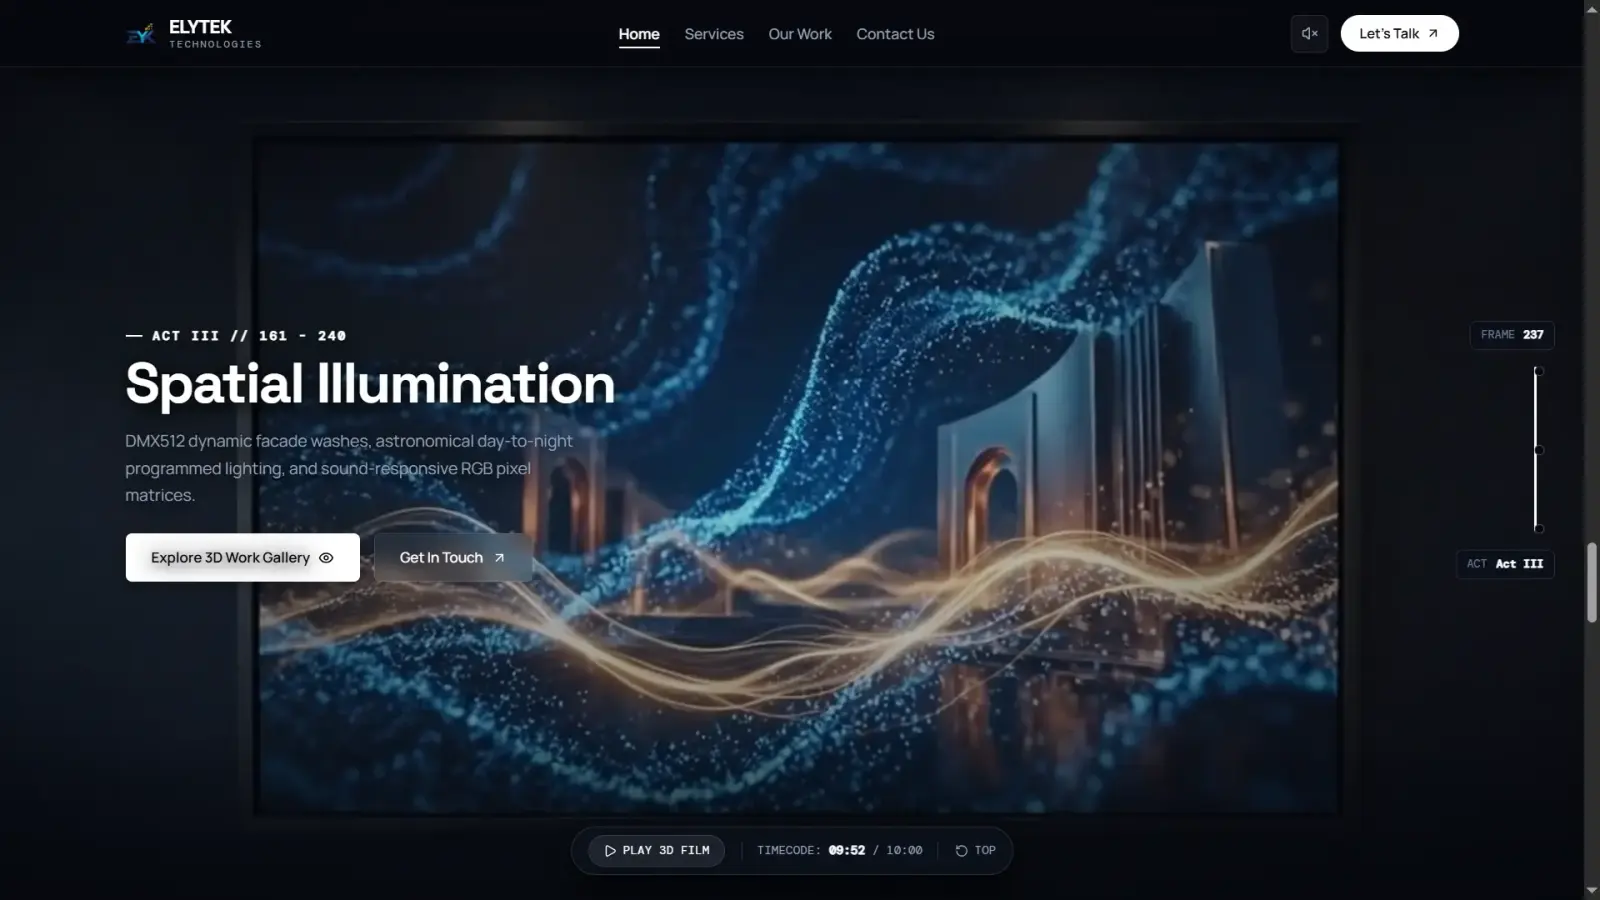 ELYTEK
TECHNOLOGIES
Home
Services
Our Work
Contact Us
Let's Talk
— ACT III // 161 - 240
Spatial Illumination
DMX512 dynamic facade washes, astronomical day-to-night
programmed lighting, and sound-responsive RGB pixel
matrices.
Explore 3D Work Gallery
Get In Touch
FRAME 237
ACT Act III
PLAY 3D FILM
TIMECODE: 09:52 / 10:00
TOP